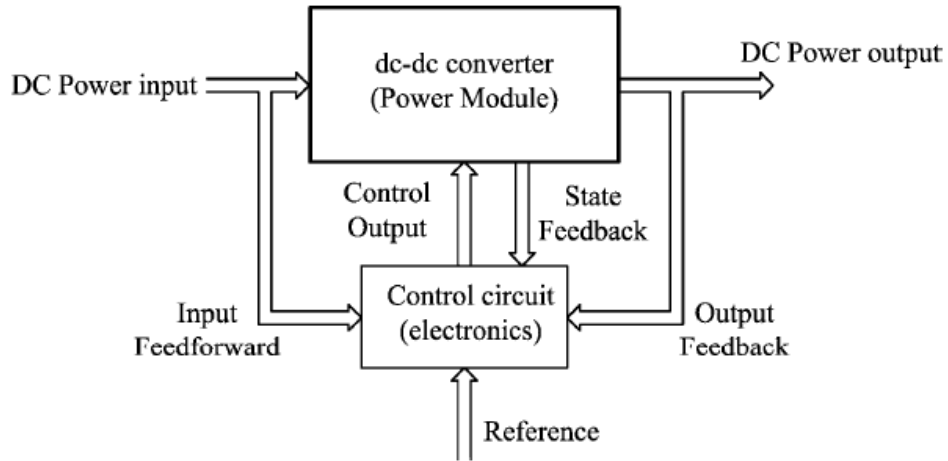 DC Power input
dc-dc converter
(Power Module)
DC Power output
Control
Output
State
Feedback
Input
Feedforward
Control circuit
(electronics)
Output
Feedback
Reference